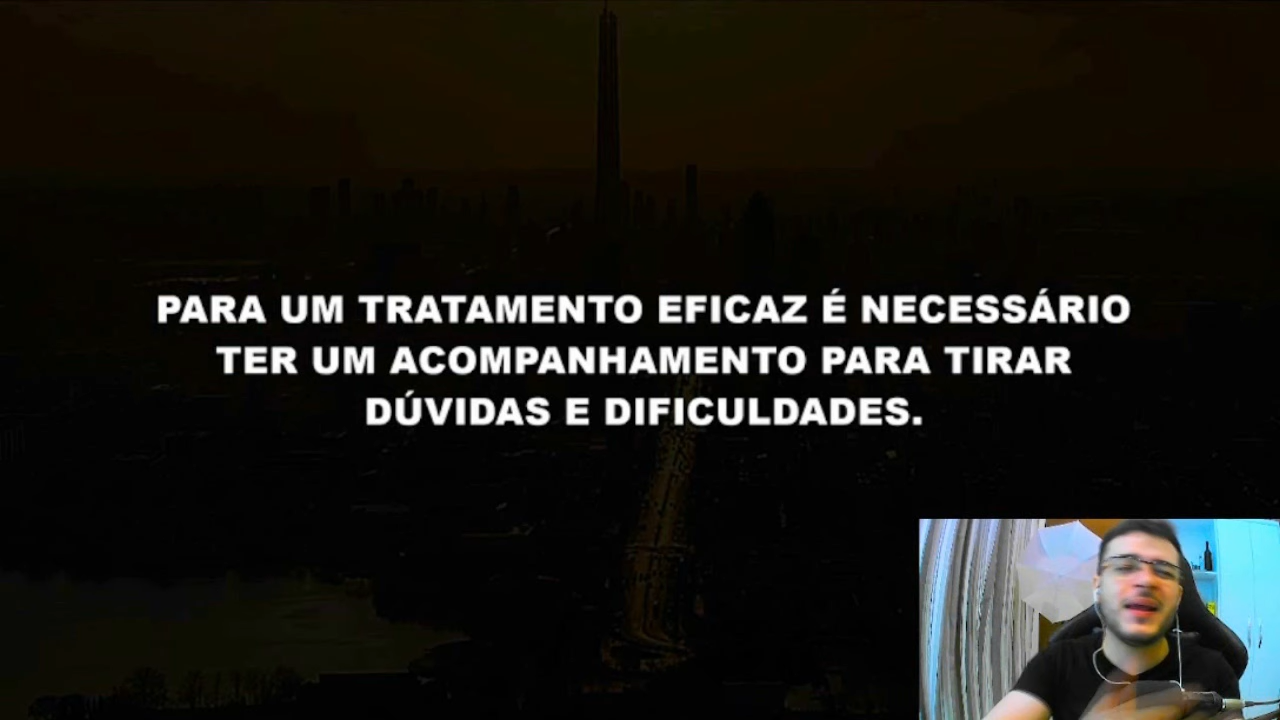 PARA UM TRATAMENTO EFICAZ É NECESSÁRIO
TER UM ACOMPANHAMENTO PARA TIRAR
DÚVIDAS E DIFICULDADES.